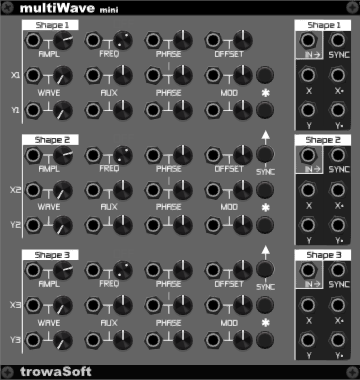 multiWave mini
Shape 1 Shape 1
AMPL FREQ PHASE OFFSET IN→ SYNC
X1
WAVE AUX PHASE MOD * X X•
Y1
Y Y•
Shape 2 Shape 2
AMPL FREQ PHASE OFFSET SYNC IN→ SYNC
X2
WAVE AUX PHASE MOD * X X•
Y2
Y Y•
Shape 3 Shape 3
AMPL FREQ PHASE OFFSET SYNC IN→ SYNC
X3
WAVE AUX PHASE MOD * X X•
Y3
Y Y•
trowaSoft